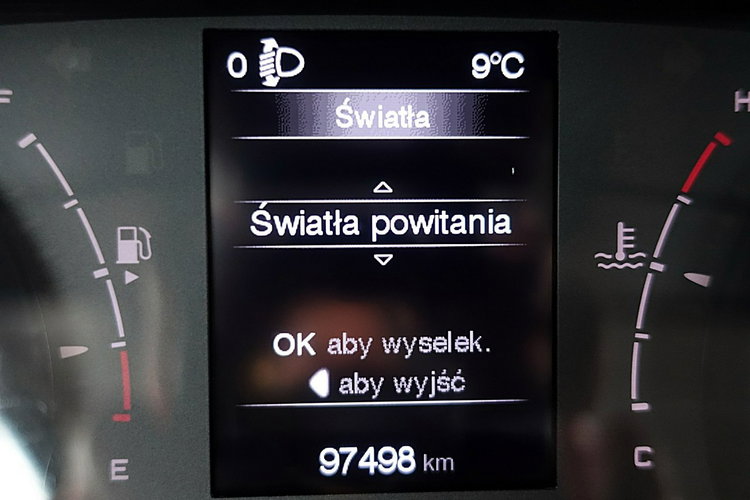 0 9°C
F H
Światła
Światła powitania
OK aby wyselek.
aby wyjść
E 97498 km C